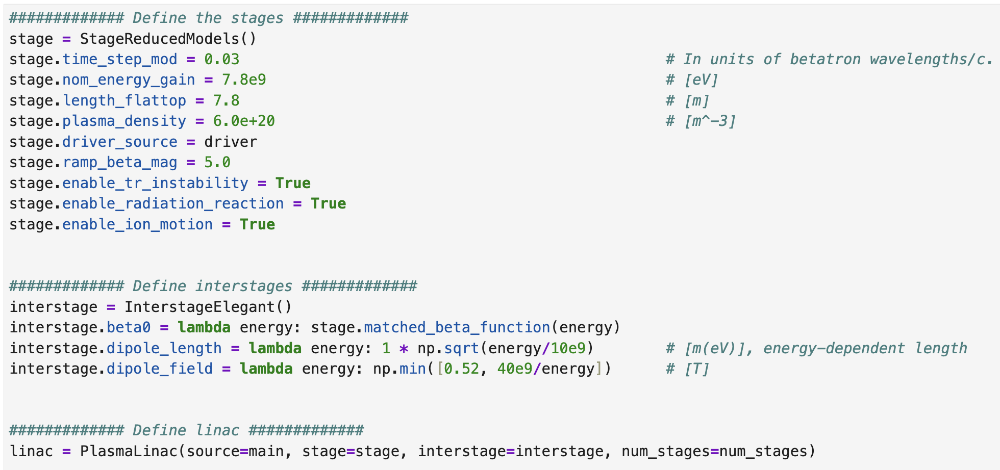 ############# Define the stages #############
stage = StageReducedModels()
stage.time_step_mod = 0.03 # In units of betatron wavelengths/c.
stage.nom_energy_gain = 7.8e9 # [eV]
stage.length_flattop = 7.8 # [m]
stage.plasma_density = 6.0e+20 # [m^-3]
stage.driver_source = driver
stage.ramp_beta_mag = 5.0
stage.enable_tr_instability = True
stage.enable_radiation_reaction = True
stage.enable_ion_motion = True
############# Define interstages #############
interstage = InterstageElegant()
interstage.beta0 = lambda energy: stage.matched_beta_function(energy)
interstage.dipole_length = lambda energy: 1 * np.sqrt(energy/10e9) # [m(eV)], energy-dependent length
interstage.dipole_field = lambda energy: np.min([0.52, 40e9/energy]) # [T]
############# Define linac #############
linac = PlasmaLinac(source=main, stage=stage, interstage=interstage, num_stages=num_stages)